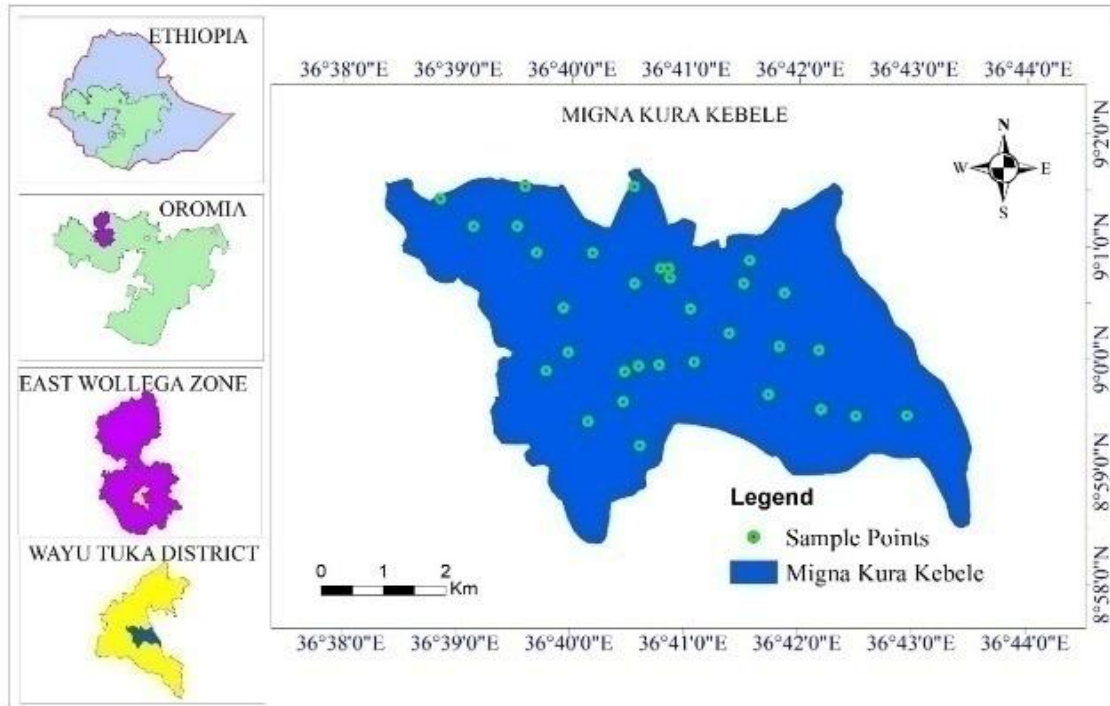 ETHIOPIA
OROMIA
EAST WOLLEGA ZONE
WAYU TUKA DISTRICT
36°38'0"E 36°39'0"E 36°40'0"E 36°41'0"E 36°42'0"E 36°43'0"E 36°44'0"E
MIGNA KURA KEBELE
N
W E
S
9°2'0"N
9°1'0"N
9°0'0"N
8°59'0"N
8°58'0"N
Legend
Sample Points
Migna Kura Kebele
0 1 2
Km
36°38'0"E 36°39'0"E 36°40'0"E 36°41'0"E 36°42'0"E 36°43'0"E 36°44'0"E